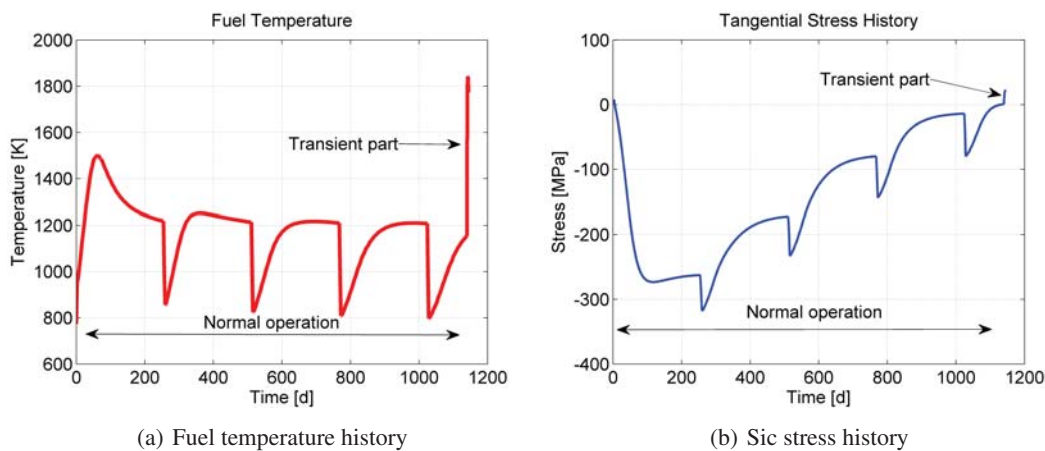 Fuel Temperature
2000
1800
1600
1400
1200
1000
800
600
Temperature [K]
Transient part
Normal operation
0 200 400 600 800 1000 1200
Time [d]
(a) Fuel temperature history
Tangential Stress History
100
0
-100
-200
-300
-400
Stress [MPa]
Transient part
Normal operation
0 200 400 600 800 1000 1200
Time [d]
(b) Sic stress history